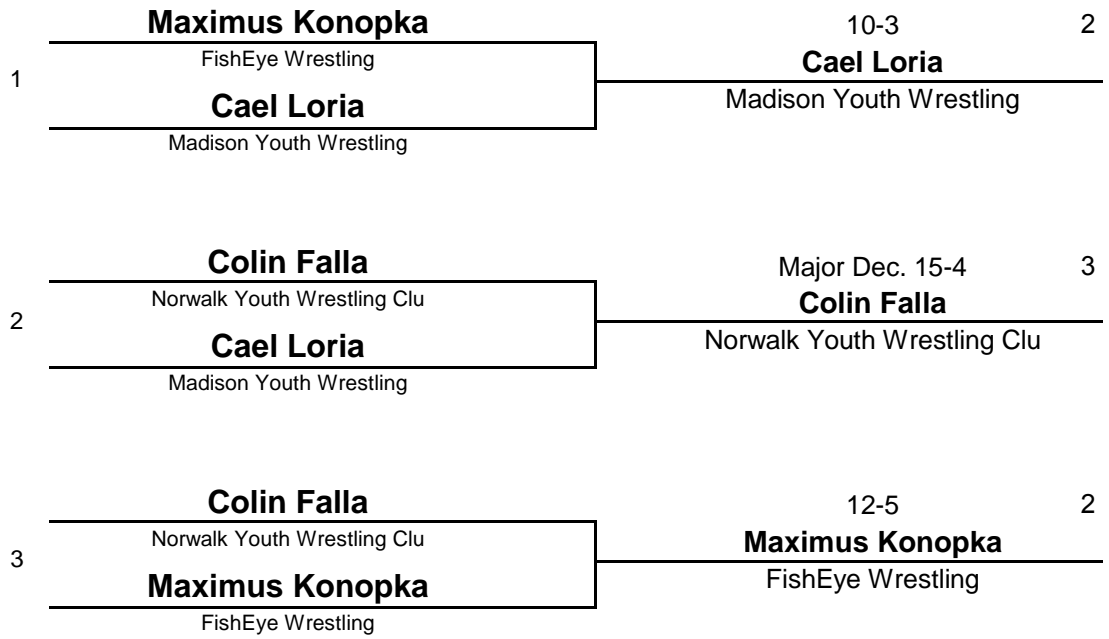 Maximus Konopka
FishEye Wrestling
1
Cael Loria
Madison Youth Wrestling
10-3 2
Cael Loria
Madison Youth Wrestling
Colin Falla
Norwalk Youth Wrestling Clu
2
Cael Loria
Madison Youth Wrestling
Major Dec. 15-4 3
Colin Falla
Norwalk Youth Wrestling Clu
Colin Falla
Norwalk Youth Wrestling Clu
3
Maximus Konopka
FishEye Wrestling
12-5 2
Maximus Konopka
FishEye Wrestling